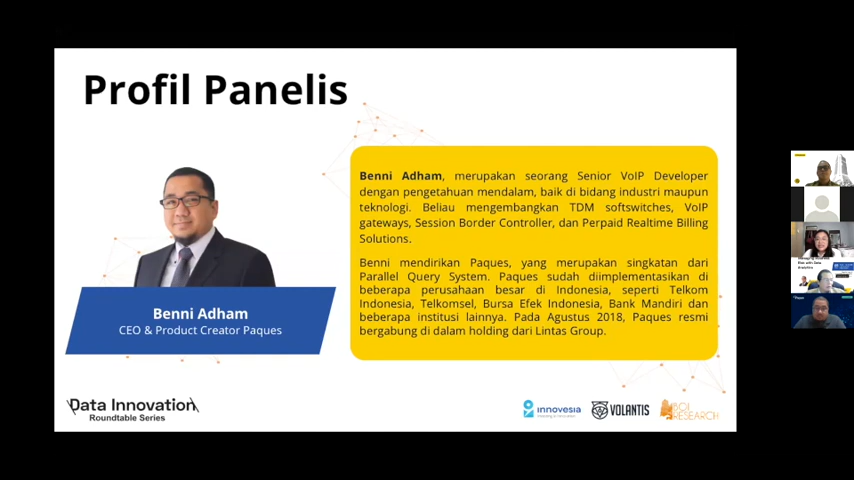 Profil Panelis
Benni Adham, merupakan seorang Senior VoIP Developer
dengan pengetahuan mendalam, baik di bidang industri maupun
teknologi. Beliau mengembangkan TDM softswitches, VoIP
gateways, Session Border Controller, dan Perpaid Realtime Billing
Solutions.
Benni mendirikan Paques, yang merupakan singkatan dari
Parallel Query System. Paques sudah diimplementasikan di
beberapa perusahaan besar di Indonesia, seperti Telkom
Indonesia, Telkomsel, Bursa Efek Indonesia, Bank Mandiri dan
beberapa institusi lainnya. Pada Agustus 2018, Paques resmi
bergabung di dalam holding dari Lintas Group.
Benni Adham
CEO & Product Creator Paques
Data Innovation
Roundtable Series
innovesia
VOLANTIS
RESEARCH